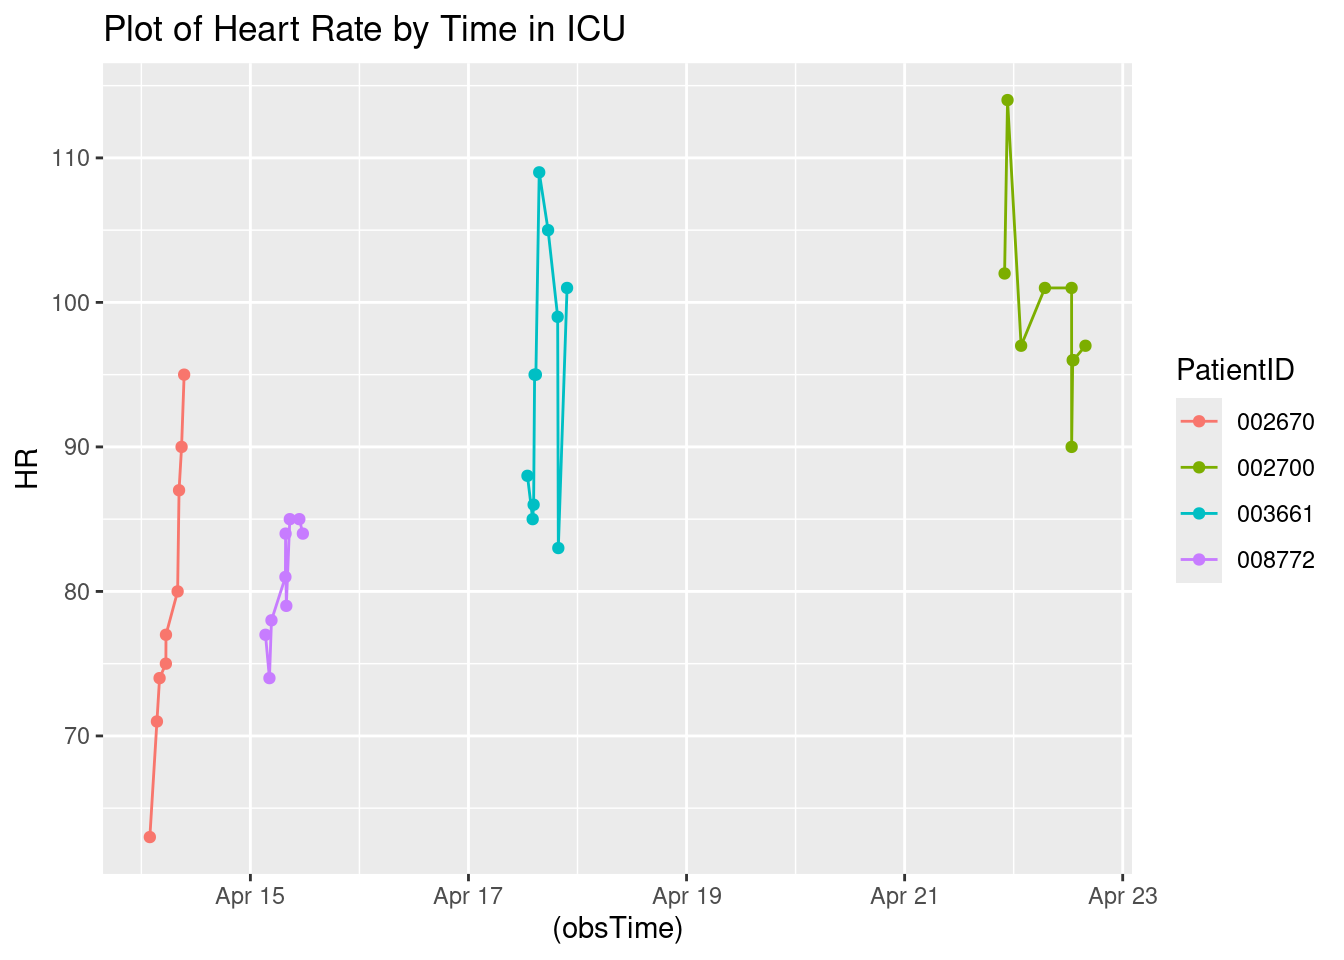 Plot of Heart Rate by Time in ICU
110
100
90
80
70
HR
Apr 15
Apr 17
Apr 19
Apr 21
Apr 23
(obsTime)
PatientID
002670
002700
003661
008772